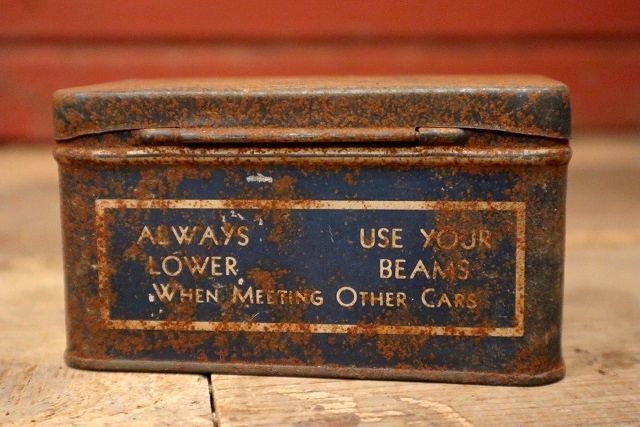 ALWAYS USE YOUR
LOWER BEAMS
WHEN MEETING OTHER CARS